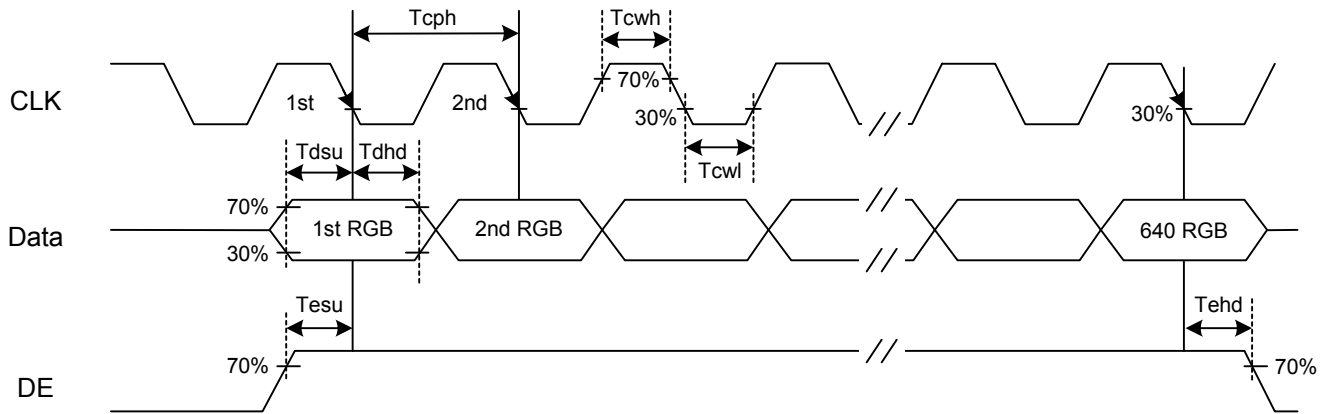 Tcph
Tcwh
CLK
1st
2nd
70%
30%
30%
Tcwl
Tdsu
Tdhd
70%
Data
1st RGB
2nd RGB
640 RGB
30%
Tesu
Tehd
70%
70%
DE